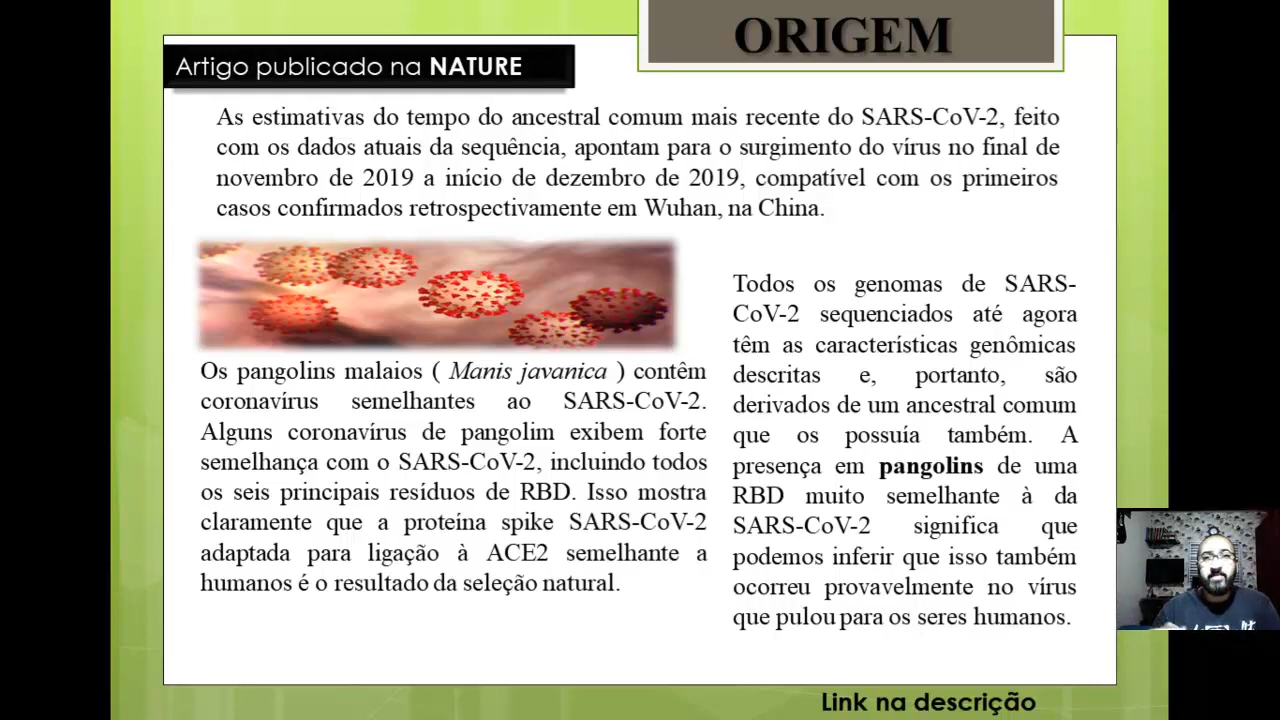 ORIGEM
Artigo publicado na NATURE
As estimativas do tempo do ancestral comum mais recente do SARS-CoV-2, feito
com os dados atuais da sequência, apontam para o surgimento do vírus no final de
novembro de 2019 a início de dezembro de 2019, compatível com os primeiros
casos confirmados retrospectivamente em Wuhan, na China.
Os pangolins malaios ( Manis javanica ) contêm
coronavírus semelhantes ao SARS-CoV-2.
Alguns coronavírus de pangolim exibem forte
semelhança com o SARS-CoV-2, incluindo todos
os seis principais resíduos de RBD. Isso mostra
claramente que a proteína spike SARS-CoV-2
adaptada para ligação à ACE2 semelhante a
humanos é o resultado da seleção natural.
Todos os genomas de SARS-
CoV-2 sequenciados até agora
têm as características genômicas
descritas e, portanto, são
derivados de um ancestral comum
que os possuía também. A
presença em pangolins de uma
RBD muito semelhante à da
SARS-CoV-2 significa que
podemos inferir que isso também
ocorreu provavelmente no vírus
que pulou para os seres humanos.
Link na descrição